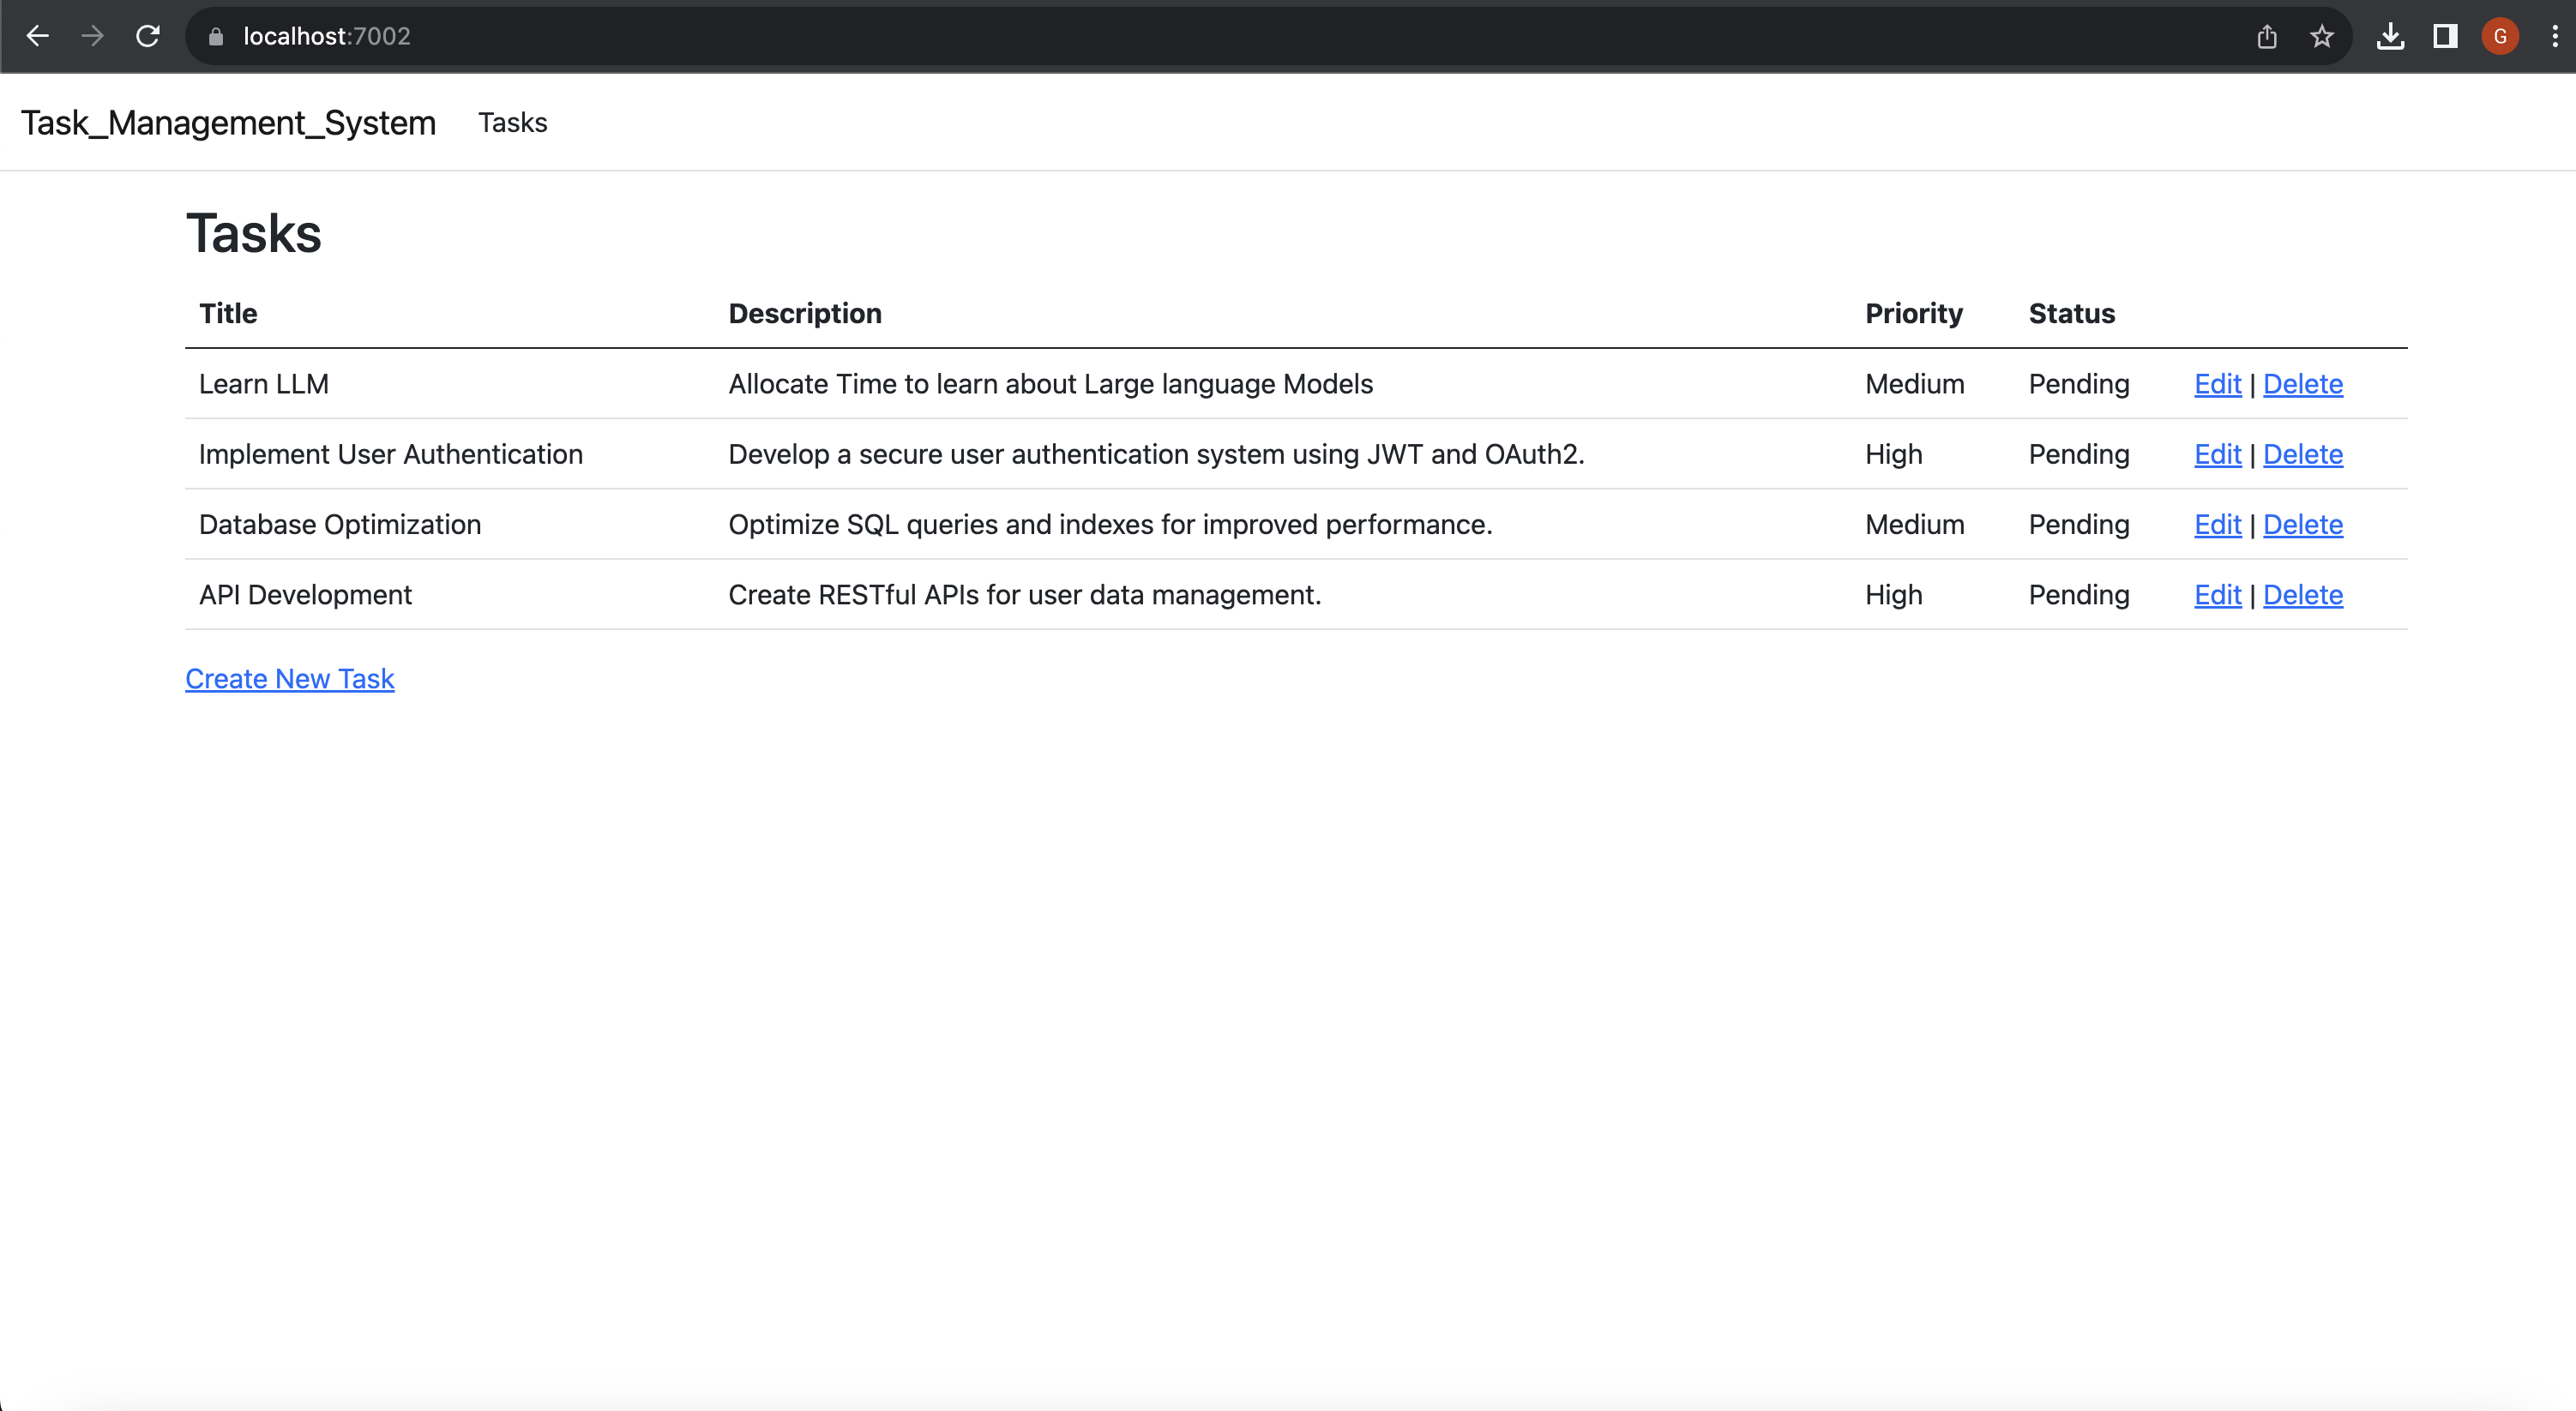 localhost:7002
G
Task_Management_System Tasks
Tasks
Title Description Priority Status
Learn LLM Allocate Time to learn about Large language Models Medium Pending Edit | Delete
Implement User Authentication Develop a secure user authentication system using JWT and OAuth2. High Pending Edit | Delete
Database Optimization Optimize SQL queries and indexes for improved performance. Medium Pending Edit | Delete
API Development Create RESTful APIs for user data management. High Pending Edit | Delete
Create New Task